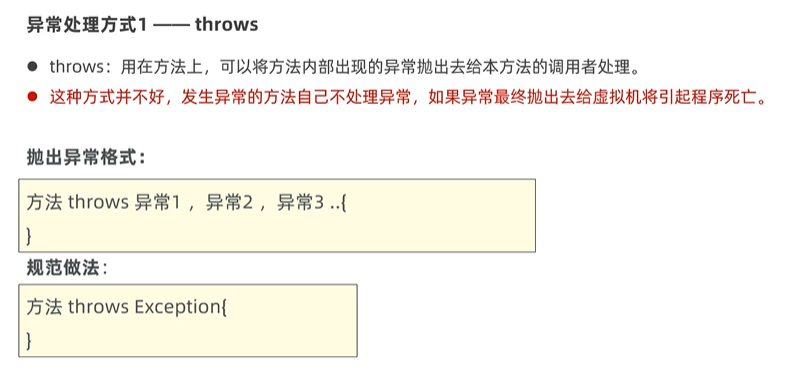 异常处理方式1 —— throws
● throws：用在方法上，可以将方法内部出现的异常抛出去给本方法的调用者处理。
● 这种方式并不好，发生异常的方法自己不处理异常，如果异常最终抛出去给虚拟机将引起程序死亡。
抛出异常格式：
方法 throws 异常1 ，异常2 ，异常3 ..{
}
规范做法：
方法 throws Exception{
}